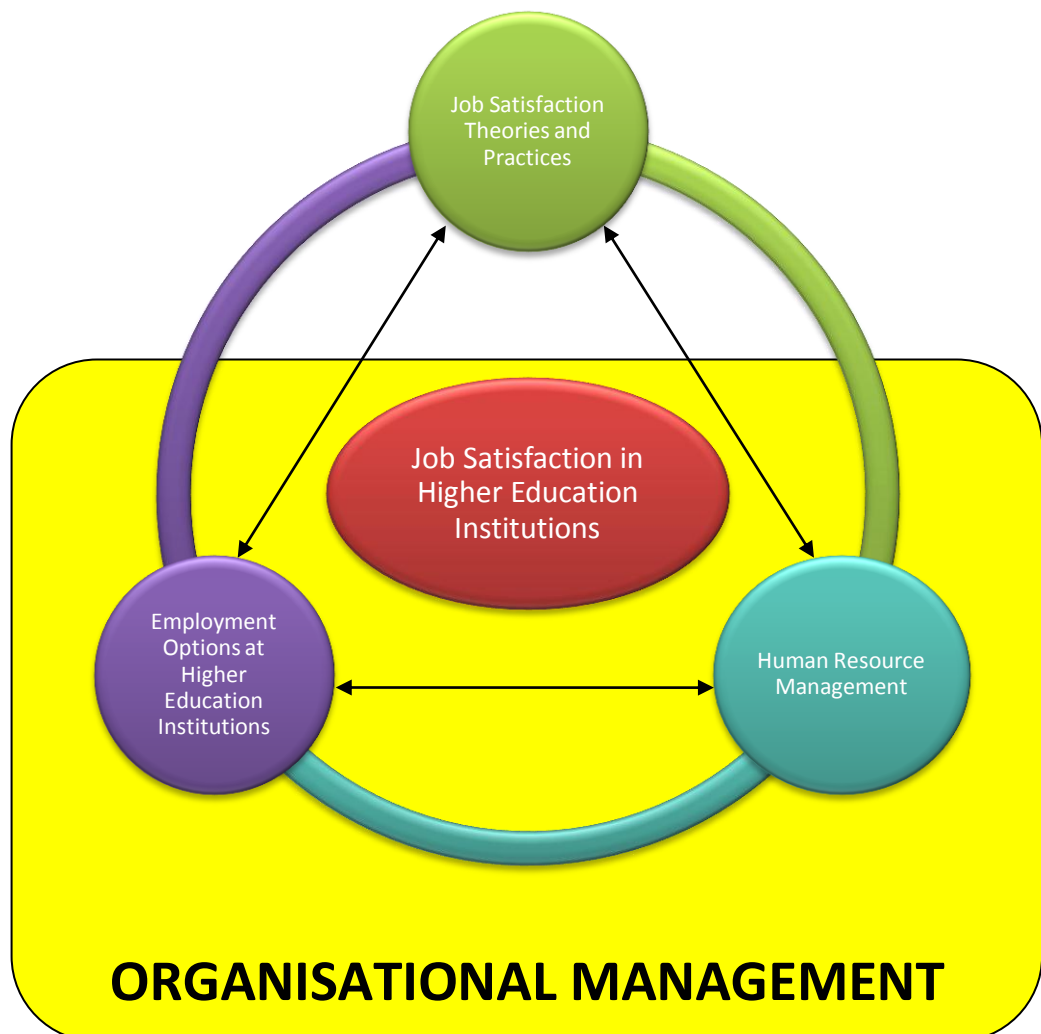 Job Satisfaction
Theories and
Practices
Job Satisfaction in
Higher Education
Institutions
Employment
Options at
Higher
Education
Institutions
Human Resource
Management
ORGANISATIONAL MANAGEMENT